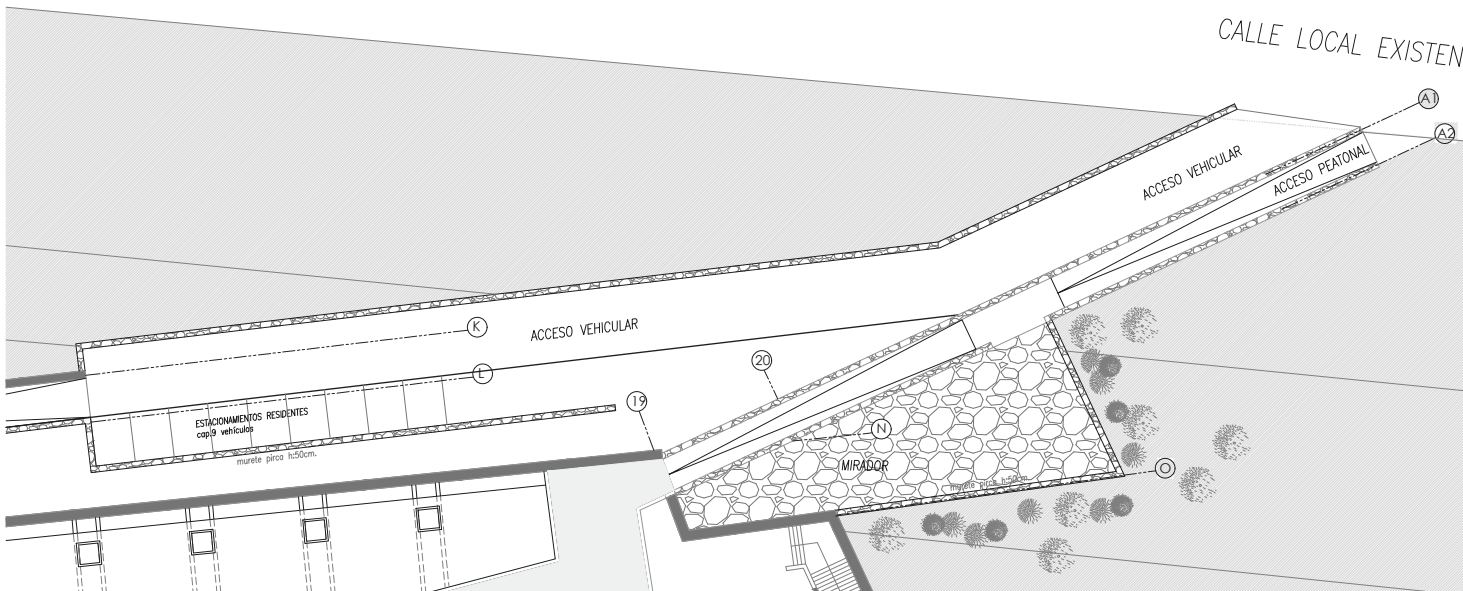 CALLE LOCAL EXISTEN
A1
A2
ACCESO VEHICULAR
ACCESO PEATONAL
K
ACCESO VEHICULAR
L
20
19
ESTACIONAMIENTOS RESIDENTES
cap.9 vehículos
murete pirca h:50cm.
N
MIRADOR
O
murete pirca h:50cm.